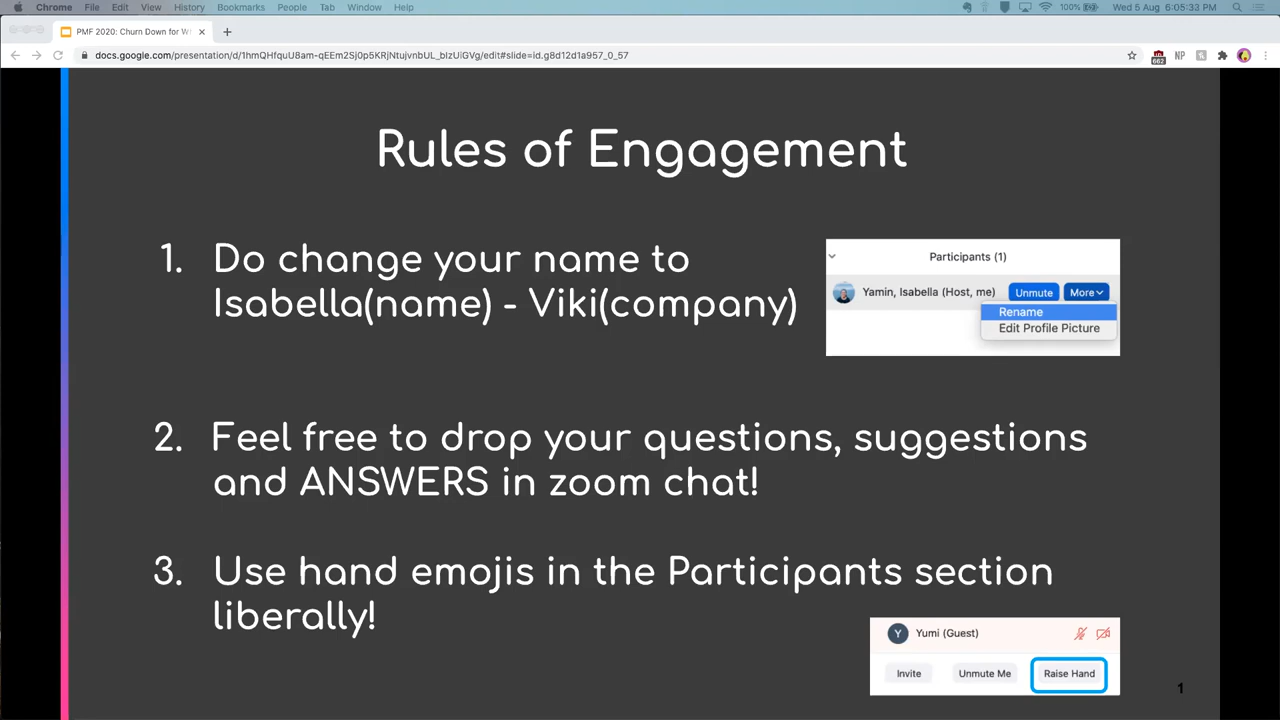 Chrome File Edit View History Bookmarks People Tab Window Help 100% Wed 5 Aug 6:05:33 PM
PMF 2020: Churn Down for W
docs.google.com/presentation/d/1hmQHfquU8am-qEEm2Sj0p5KRjNtujvnbUL_bIzUlGVg/edit#slide=id.g8d12d1a957_0_57
662 NP
Rules of Engagement
1. Do change your name to
Isabella(name) - Viki(company)
Participants (1)
Yamin, Isabella (Host, me) Unmute More
Rename
Edit Profile Picture
2. Feel free to drop your questions, suggestions
and ANSWERS in zoom chat!
3. Use hand emojis in the Participants section
liberally!
Y Yumi (Guest)
Invite Unmute Me Raise Hand
1